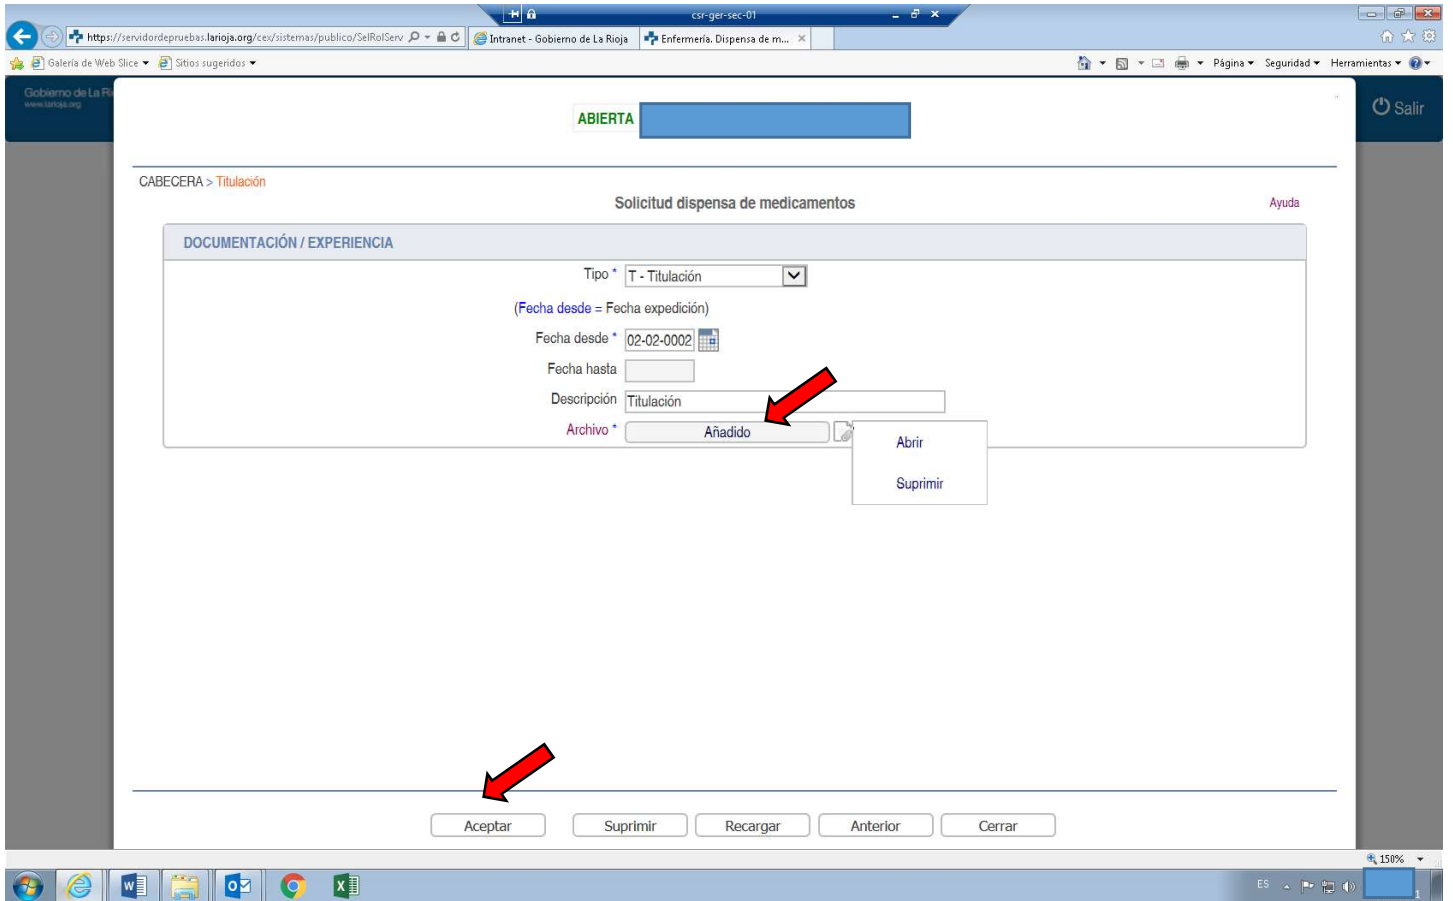 csr-ger-sec-01
https://servidordepruebas.larioja.org/cex/sistemas/publico/SelRolServ
Intranet - Gobierno de La Rioja
Enfermería. Dispensa de m...
Galería de Web Slice
Sitios sugeridos
Página
Seguridad
Herramientas
Gobierno de La Ri
www.larioja.org
Salir
ABIERTA
CABECERA > Titulación
Solicitud dispensa de medicamentos
Ayuda
DOCUMENTACIÓN / EXPERIENCIA
Tipo * T - Titulación
(Fecha desde = Fecha expedición)
Fecha desde * 02-02-0002
Fecha hasta
Descripción Titulación
Archivo * Añadido
Abrir
Suprimir
Aceptar Suprimir Recargar Anterior Cerrar
150%
ES
1